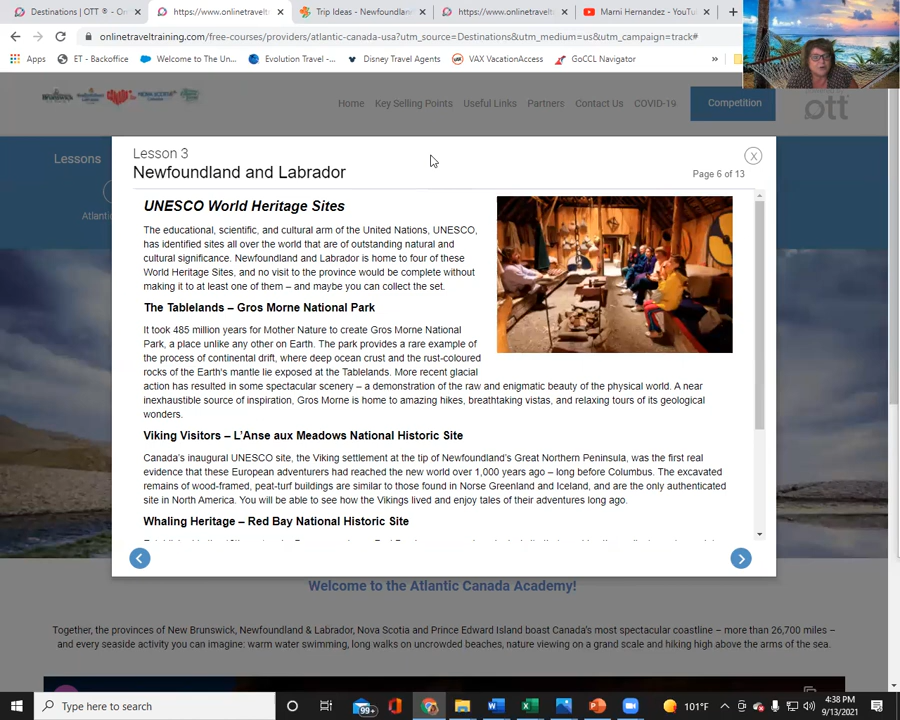 Destinations | OTT ® - On
https://www.onlinetravelt
Trip Ideas - Newfoundlan
https://www.onlinetravelt
Marni Hernandez - YouTu
onlinetraveltraining.com/free-courses/providers/atlantic-canada-usa?utm_source=Destinations&utm_medium=us&utm_campaign=track#
Apps
ET - Backoffice
Welcome to The Un...
Evolution Travel -...
Disney Travel Agents
VAX VacationAccess
GoCCL Navigator
»
Home
Key Selling Points
Useful Links
Partners
Contact Us
COVID-19
Competition
ott
Lessons
Atlantic
Lesson 3
Newfoundland and Labrador
X
Page 6 of 13
UNESCO World Heritage Sites
The educational, scientific, and cultural arm of the United Nations, UNESCO,
has identified sites all over the world that are of outstanding natural and
cultural significance. Newfoundland and Labrador is home to four of these
World Heritage Sites, and no visit to the province would be complete without
making it to at least one of them – and maybe you can collect the set.
The Tablelands – Gros Morne National Park
It took 485 million years for Mother Nature to create Gros Morne National
Park, a place unlike any other on Earth. The park provides a rare example of
the process of continental drift, where deep ocean crust and the rust-coloured
rocks of the Earth's mantle lie exposed at the Tablelands. More recent glacial
action has resulted in some spectacular scenery – a demonstration of the raw and enigmatic beauty of the physical world. A near
inexhaustible source of inspiration, Gros Morne is home to amazing hikes, breathtaking vistas, and relaxing tours of its geological
wonders.
Viking Visitors – L'Anse aux Meadows National Historic Site
Canada's inaugural UNESCO site, the Viking settlement at the tip of Newfoundland's Great Northern Peninsula, was the first real
evidence that these European adventurers had reached the new world over 1,000 years ago – long before Columbus. The excavated
remains of wood-framed, peat-turf buildings are similar to those found in Norse Greenland and Iceland, and are the only authenticated
site in North America. You will be able to see how the Vikings lived and enjoy tales of their adventures long ago.
Whaling Heritage – Red Bay National Historic Site
Welcome to the Atlantic Canada Academy!
Together, the provinces of New Brunswick, Newfoundland & Labrador, Nova Scotia and Prince Edward Island boast Canada's most spectacular coastline – more than 26,700 miles –
and every seaside activity you can imagine: warm water swimming, long walks on uncrowded beaches, nature viewing on a grand scale and hiking high above the arms of the sea.
Type here to search
99+
101°F
4:38 PM
9/13/2021